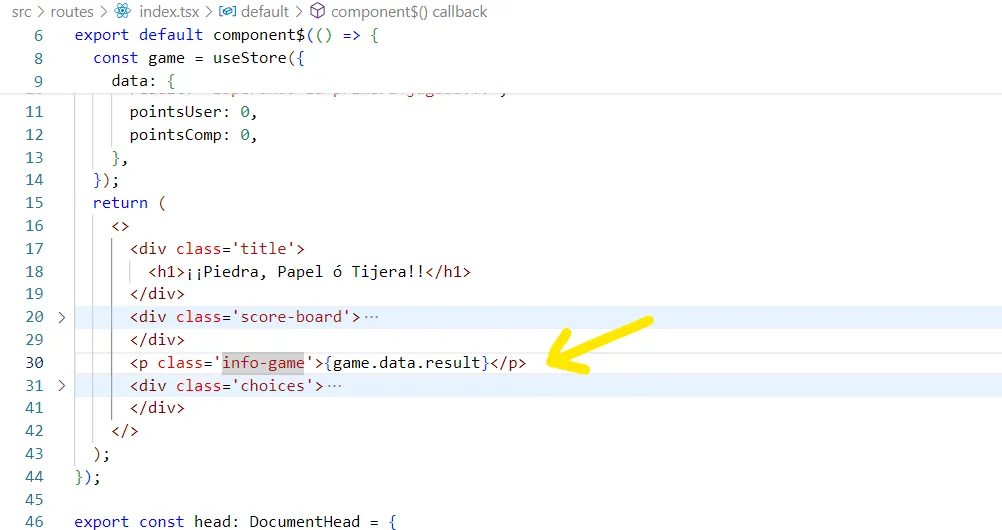 src > routes > index.tsx > default > component$() callback
6 export default component$(() => {
8 const game = useStore({
9 data: {
11 pointsUser: 0,
12 pointsComp: 0,
13 },
14 });
15 return (
16 <>
17 <div class='title'>
18 <h1>¡¡Piedra, Papel ó Tijera!!</h1>
19 </div>
20 > <div class='score-board'>···
29 </div>
30 <p class='info-game'>{game.data.result}</p>
31 > <div class='choices'>···
41 </div>
42 </>
43 );
44 });
45
46 export const head: DocumentHead = {